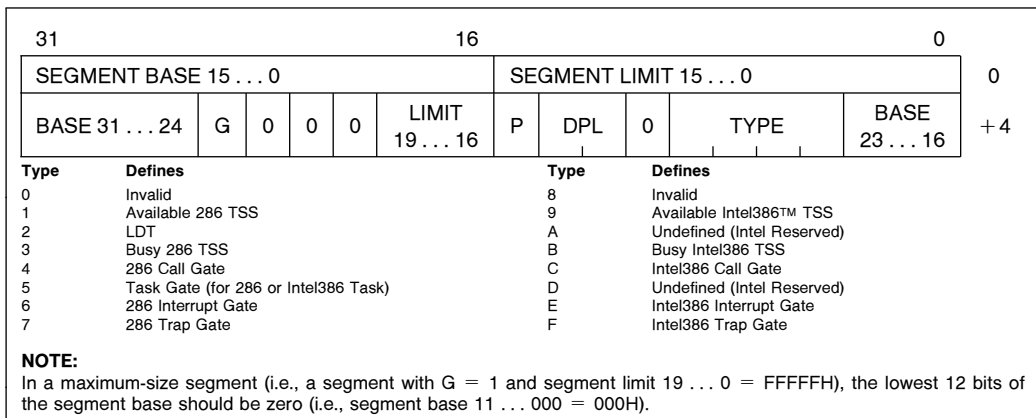 31 16 0
SEGMENT BASE 15 . . . 0 SEGMENT LIMIT 15 . . . 0 0
BASE 31 . . . 24 G 0 0 0 LIMIT 19 . . . 16 P DPL 0 TYPE BASE 23 . . . 16 +4
Type Defines Type Defines
0 Invalid 8 Invalid
1 Available 286 TSS 9 Available Intel386™ TSS
2 LDT A Undefined (Intel Reserved)
3 Busy 286 TSS B Busy Intel386 TSS
4 286 Call Gate C Intel386 Call Gate
5 Task Gate (for 286 or Intel386 Task) D Undefined (Intel Reserved)
6 286 Interrupt Gate E Intel386 Interrupt Gate
7 286 Trap Gate F Intel386 Trap Gate
NOTE:
In a maximum-size segment (i.e., a segment with G = 1 and segment limit 19 . . . 0 = FFFFFH), the lowest 12 bits of
the segment base should be zero (i.e., segment base 11 . . . 000 = 000H).